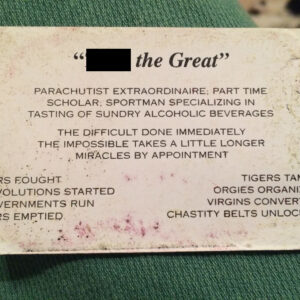 “ the Great”
PARACHUTIST EXTRAORDINAIRE; PART TIME
SCHOLAR; SPORTMAN SPECIALIZING IN
TASTING OF SUNDRY ALCOHOLIC BEVERAGES
THE DIFFICULT DONE IMMEDIATELY
THE IMPOSSIBLE TAKES A LITTLE LONGER
MIRACLES BY APPOINTMENT
RS FOUGHT
VOLUTIONS STARTED
VERNMENTS RUN
RS EMPTIED
TIGERS TAM
ORGIES ORGANI
VIRGINS CONVERT
CHASTITY BELTS UNLOC